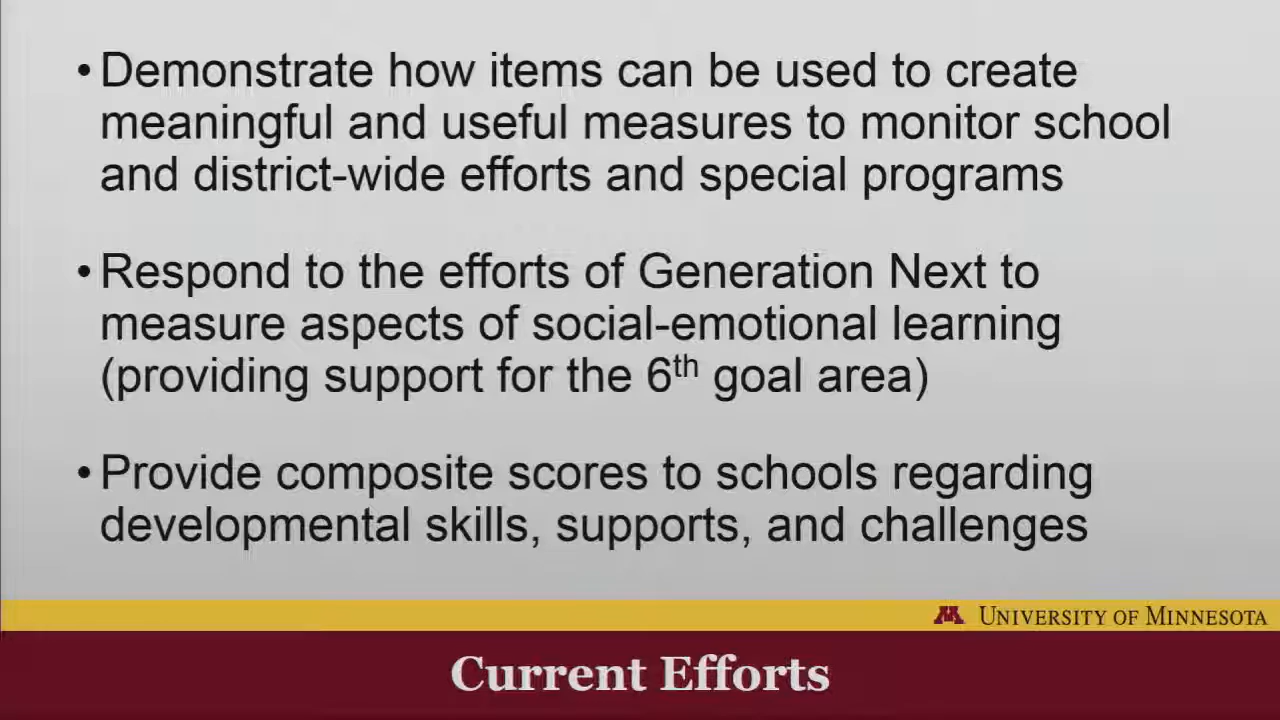 • Demonstrate how items can be used to create
meaningful and useful measures to monitor school
and district-wide efforts and special programs
• Respond to the efforts of Generation Next to
measure aspects of social-emotional learning
(providing support for the 6th goal area)
• Provide composite scores to schools regarding
developmental skills, supports, and challenges
M UNIVERSITY OF MINNESOTA
Current Efforts